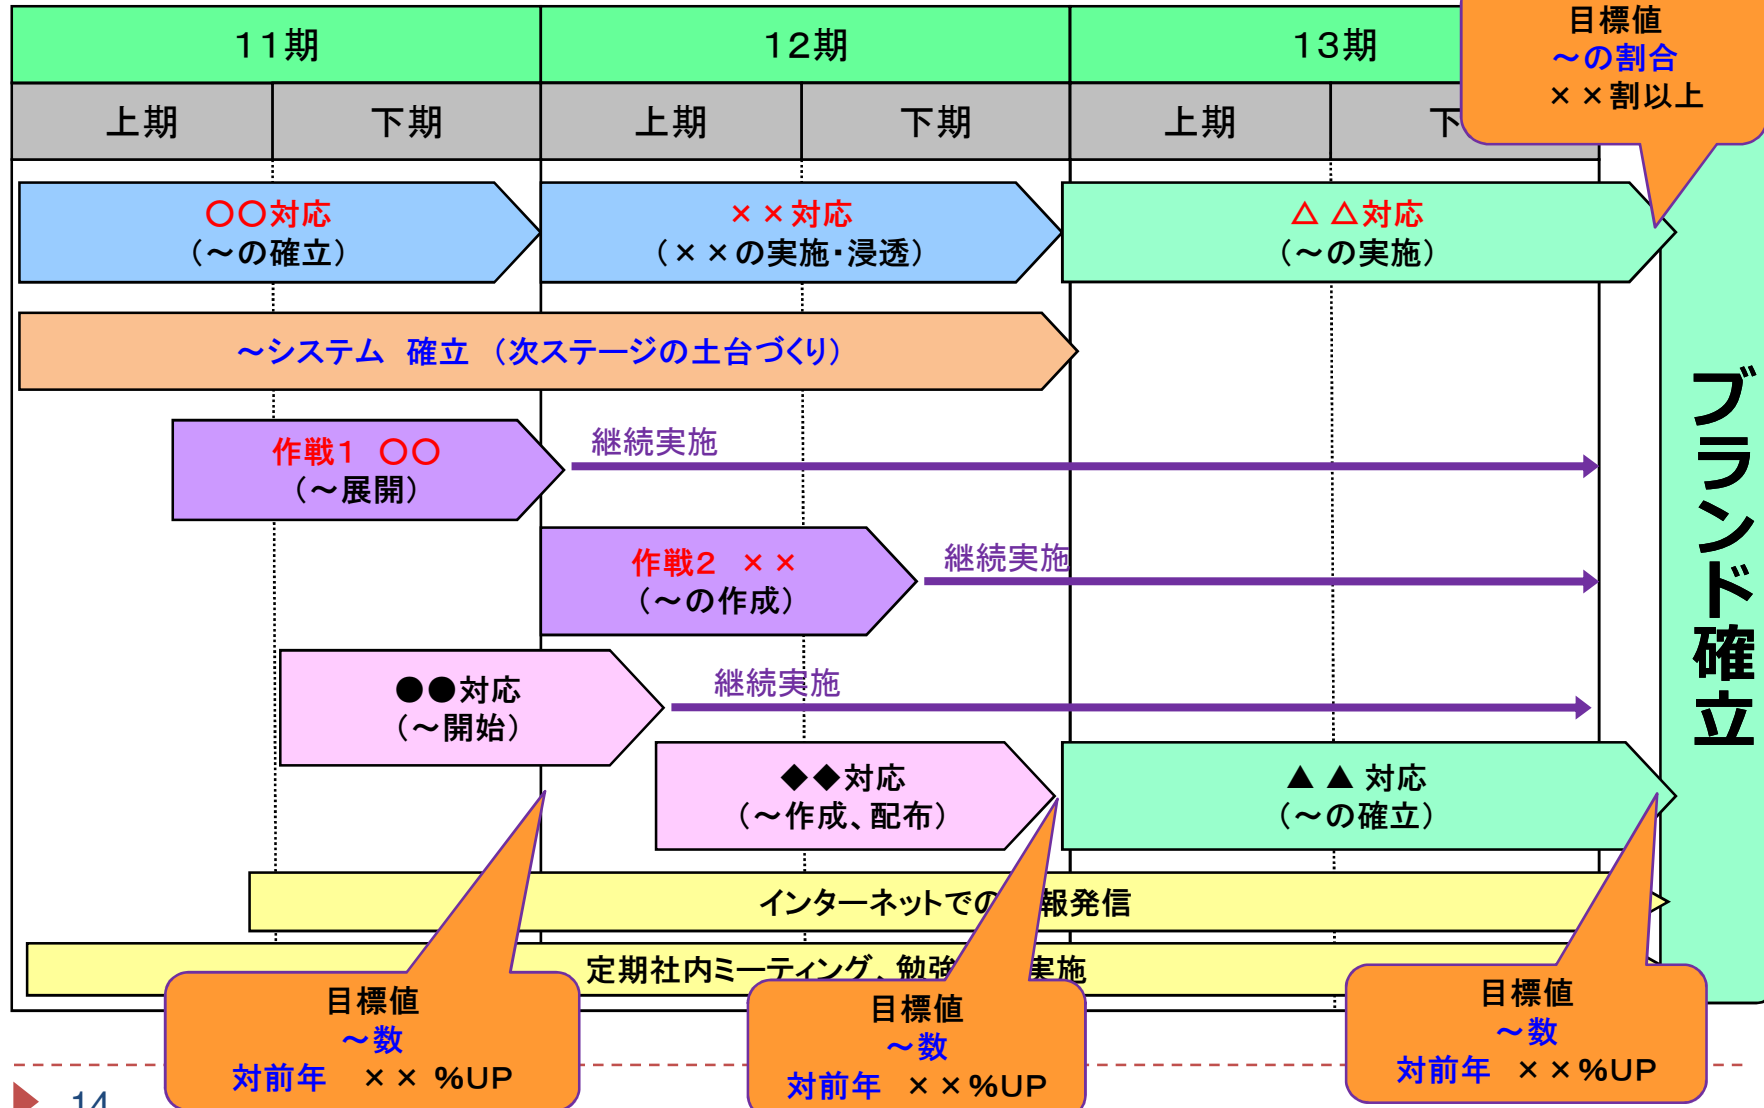 11期
12期
13期
上期
下期
上期
下期
上期
下
目標値
～の割合
××割以上
〇〇対応
（～の確立）
××対応
（××の実施・浸透）
△△対応
（～の実施）
～システム　確立　（次ステージの土台づくり）
作戦1　〇〇
（～展開）
継続実施
作戦2　××
（～の作成）
継続実施
●●対応
（～開始）
継続実施
◆◆対応
（～作成、配布）
▲▲対応
（～の確立）
インターネットでの　報発信
定期社内ミーティング、勉強　実施
ブランド確立
目標値
～数
対前年　××%UP
目標値
～数
対前年　××%UP
目標値
～数
対前年　××%UP
14